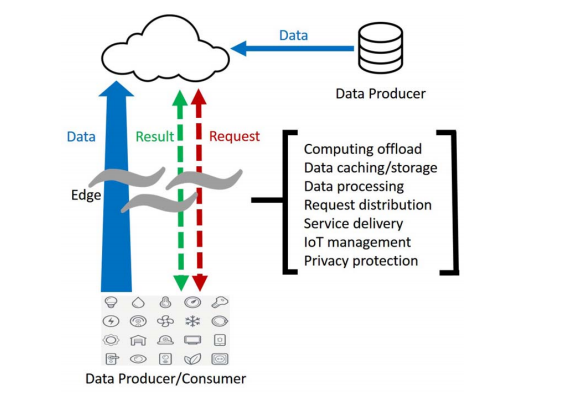 Data
Data Producer
Data
Result
Request
Edge
Computing offload
Data caching/storage
Data processing
Request distribution
Service delivery
IoT management
Privacy protection
Data Producer/Consumer